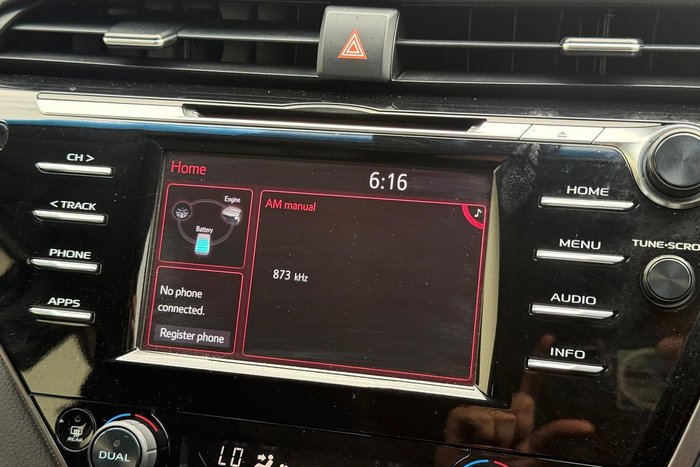 CH >
< TRACK
PHONE
APPS
Home
6:16
Engine
Battery
AM manual
873 kHz
No phone
connected.
Register phone
HOME
MENU
AUDIO
INFO
TUNE•SCRO
REAR
DUAL
LO